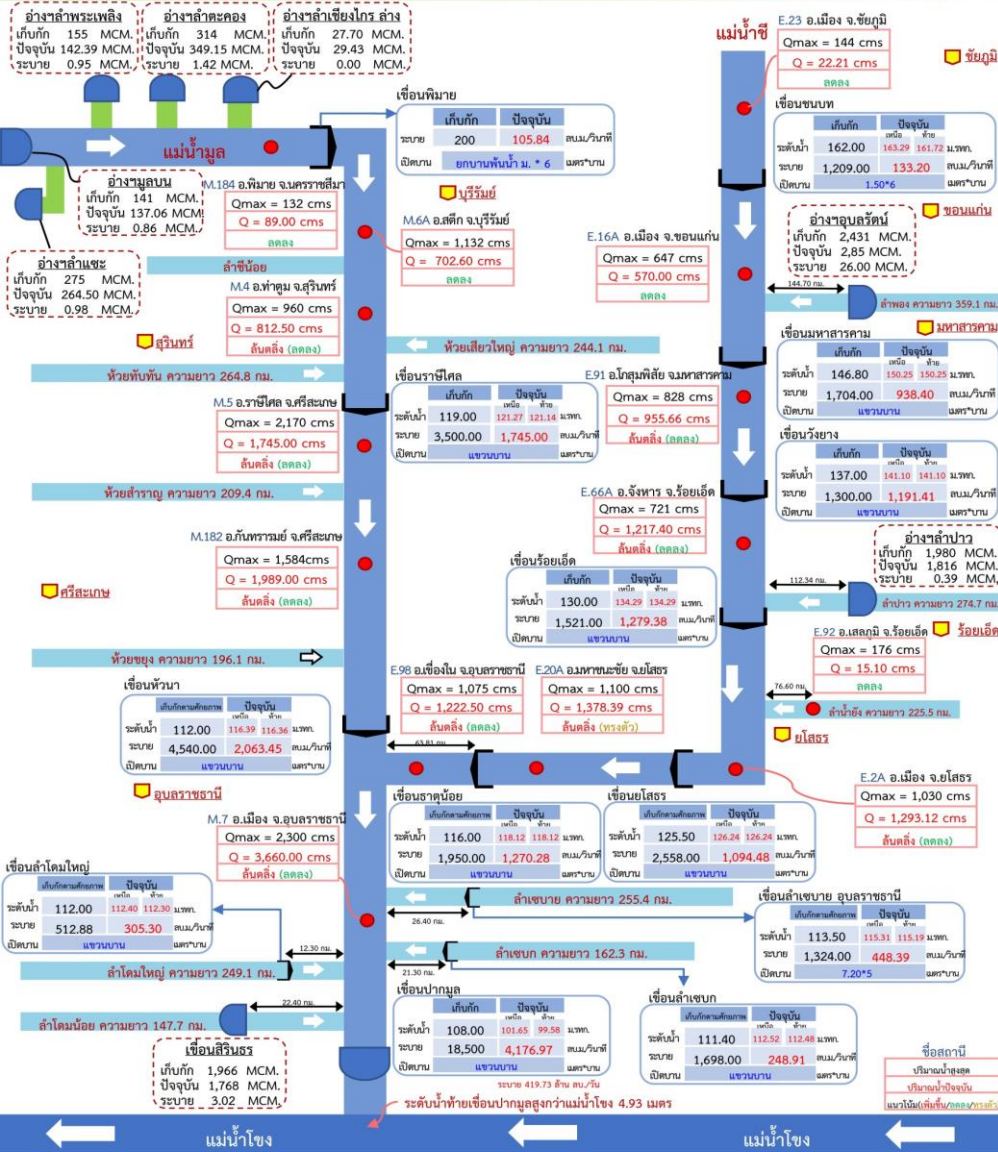 อ่างฯลำพระเพลิง
เก็บกัก 155 MCM.
ปัจจุบัน 142.39 MCM.
ระบาย 0.95 MCM.
อ่างฯลำตะคอง
เก็บกัก 314 MCM.
ปัจจุบัน 349.15 MCM.
ระบาย 1.42 MCM.
อ่างฯลำเชียงไกร ล่าง
เก็บกัก 27.70 MCM.
ปัจจุบัน 29.43 MCM.
ระบาย 0.00 MCM.
แม่น้ำมูล
อ่างฯมูลบน
เก็บกัก 141 MCM.
ปัจจุบัน 137.06 MCM
ระบาย 0.86 MCM.
อ่างฯลำแซะ
เก็บกัก 275 MCM.
ปัจจุบัน 264.50 MCM.
ระบาย 0.98 MCM.
เขื่อนพิมาย
เก็บกัก ปัจจุบัน
ระบาย 200 105.84 ลบ.ม/วินาที
เปิดบาน ยกบานพ้นน้ำ ม. * 6 เมตร*บาน
M.184 อ.พิมาย จ.นครราชสีมา
Qmax = 132 cms
Q = 89.00 cms
ลดลง
บุรีรัมย์
M.6A อ.สตึก จ.บุรีรัมย์
Qmax = 1,132 cms
Q = 702.60 cms
ลดลง
ลำชีน้อย
M.4 อ.ท่าตูม จ.สุรินทร์
Qmax = 960 cms
Q = 812.50 cms
ล้นตลิ่ง (ลดลง)
สุรินทร์
ห้วยเสียวใหญ่ ความยาว 244.1 กม.
ห้วยทับทัน ความยาว 264.8 กม.
เขื่อนราษีไศล
เก็บกัก ปัจจุบัน
เหนือ ท้าย
ระดับน้ำ 119.00 121.27 121.14 ม.รทก.
ระบาย 3,500.00 1,745.00 ลบ.ม/วินาที
เปิดบาน แขวนบาน เมตร*บาน
M.5 อ.ราษีไศล จ.ศรีสะเกษ
Qmax = 2,170 cms
Q = 1,745.00 cms
ล้นตลิ่ง (ลดลง)
ห้วยสำราญ ความยาว 209.4 กม.
M.182 อ.กันทรารมย์ จ.ศรีสะเกษ
Qmax = 1,584cms
Q = 1,989.00 cms
ล้นตลิ่ง (ลดลง)
ศรีสะเกษ
ห้วยขยุง ความยาว 196.1 กม.
เขื่อนหัวนา
เก็บกักตามศักยภาพ ปัจจุบัน
เหนือ ท้าย
ระดับน้ำ 112.00 116.39 116.36 ม.รทก.
ระบาย 4,540.00 2,063.45 ลบ.ม/วินาที
เปิดบาน แขวนบาน เมตร*บาน
อุบลราชธานี
M.7 อ.เมือง จ.อุบลราชธานี
Qmax = 2,300 cms
Q = 3,660.00 cms
ล้นตลิ่ง (ลดลง)
เขื่อนลำโดมใหญ่
เก็บกักตามศักยภาพ ปัจจุบัน
เหนือ ท้าย
ระดับน้ำ 112.00 112.40 112.30 ม.รทก.
ระบาย 512.88 305.30 ลบ.ม/วินาที
เปิดบาน แขวนบาน เมตร*บาน
12.30 กม.
ลำโดมใหญ่ ความยาว 249.1 กม.
22.40 กม.
ลำโดมน้อย ความยาว 147.7 กม.
เขื่อนสิรินธร
เก็บกัก 1,966 MCM.
ปัจจุบัน 1,768 MCM.
ระบาย 3.02 MCM.
แม่น้ำชี
E.23 อ.เมือง จ.ชัยภูมิ
Qmax = 144 cms
Q = 22.21 cms
ลดลง
ชัยภูมิ
เขื่อนชนบท
เก็บกัก ปัจจุบัน
เหนือ ท้าย
ระดับน้ำ 162.00 163.29 161.72 ม.รทก.
ระบาย 1,209.00 133.20 ลบ.ม/วินาที
เปิดบาน 1.50*6 เมตร*บาน
ขอนแก่น
อ่างฯอุบลรัตน์
เก็บกัก 2,431 MCM.
ปัจจุบัน 2,85 MCM.
ระบาย 26.00 MCM.
E.16A อ.เมือง จ.ขอนแก่น
Qmax = 647 cms
Q = 570.00 cms
ลดลง
144.70 กม.
ลำพอง ความยาว 359.1 กม.
มหาสารคาม
เขื่อนมหาสารคาม
เก็บกัก ปัจจุบัน
เหนือ ท้าย
ระดับน้ำ 146.80 150.25 150.25 ม.รทก.
ระบาย 1,704.00 938.40 ลบ.ม/วินาที
เปิดบาน แขวนบาน เมตร*บาน
E.91 อ.โกสุมพิสัย จ.มหาสารคาม
Qmax = 828 cms
Q = 955.66 cms
ล้นตลิ่ง (ลดลง)
เขื่อนวังยาง
เก็บกัก ปัจจุบัน
เหนือ ท้าย
ระดับน้ำ 137.00 141.10 141.10 ม.รทก.
ระบาย 1,300.00 1,191.41 ลบ.ม/วินาที
เปิดบาน แขวนบาน เมตร*บาน
E.66A อ.จังหาร จ.ร้อยเอ็ด
Qmax = 721 cms
Q = 1,217.40 cms
ล้นตลิ่ง (ลดลง)
อ่างฯลำปาว
เก็บกัก 1,980 MCM.
ปัจจุบัน 1,816 MCM.
ระบาย 0.39 MCM.
เขื่อนร้อยเอ็ด
เก็บกัก ปัจจุบัน
เหนือ ท้าย
ระดับน้ำ 130.00 134.29 134.29 ม.รทก.
ระบาย 1,521.00 1,279.38 ลบ.ม/วินาที
เปิดบาน แขวนบาน เมตร*บาน
112.34 กม.
ลำปาว ความยาว 274.7 กม.
ร้อยเอ็ด
E.92 อ.เสลภูมิ จ.ร้อยเอ็ด
Qmax = 176 cms
Q = 15.10 cms
ลดลง
76.60 กม.
ลำน้ำยัง ความยาว 225.5 กม.
ยโสธร
E.98 อ.เขื่องใน จ.อุบลราชธานี
Qmax = 1,075 cms
Q = 1,222.50 cms
ล้นตลิ่ง (ลดลง)
E.20A อ.มหาชนะชัย จ.ยโสธร
Qmax = 1,100 cms
Q = 1,378.39 cms
ล้นตลิ่ง (ทรงตัว)
63.81 กม.
E.2A อ.เมือง จ.ยโสธร
Qmax = 1,030 cms
Q = 1,293.12 cms
ล้นตลิ่ง (ลดลง)
เขื่อนธาตุน้อย
เก็บกักตามศักยภาพ ปัจจุบัน
เหนือ ท้าย
ระดับน้ำ 116.00 118.12 118.12 ม.รทก.
ระบาย 1,950.00 1,270.28 ลบ.ม/วินาที
เปิดบาน แขวนบาน เมตร*บาน
เขื่อนยโสธร
เก็บกักตามศักยภาพ ปัจจุบัน
เหนือ ท้าย
ระดับน้ำ 125.50 126.24 126.24 ม.รทก.
ระบาย 2,558.00 1,094.48 ลบ.ม/วินาที
เปิดบาน แขวนบาน เมตร*บาน
ลำเซบาย ความยาว 255.4 กม.
26.40 กม.
เขื่อนลำเซบาย อุบลราชธานี
เก็บกักตามศักยภาพ ปัจจุบัน
เหนือ ท้าย
ระดับน้ำ 113.50 115.31 115.19 ม.รทก.
ระบาย 1,324.00 448.39 ลบ.ม/วินาที
เปิดบาน 7.20*5 เมตร*บาน
ลำเซบก ความยาว 162.3 กม.
21.30 กม.
เขื่อนปากมูล
เก็บกัก ปัจจุบัน
เหนือ ท้าย
ระดับน้ำ 108.00 101.65 99.58 ม.รทก.
ระบาย 18,500 4,176.97 ลบ.ม/วินาที
เปิดบาน แขวนบาน เมตร*บาน
ระบาย 419.73 ล้าน ลบ./วัน
เขื่อนลำเซบก
เก็บกักตามศักยภาพ ปัจจุบัน
เหนือ ท้าย
ระดับน้ำ 111.40 112.52 112.48 ม.รทก.
ระบาย 1,698.00 248.91 ลบ.ม/วินาที
เปิดบาน แขวนบาน เมตร*บาน
ชื่อสถานี
ปริมาณน้ำสูงสุด
ปริมาณน้ำปัจจุบัน
แนวโน้ม(เพิ่มขึ้น/ลดลง/ทรงตัว)
ระดับน้ำท้ายเขื่อนปากมูลสูงกว่าแม่น้ำโขง 4.93 เมตร
แม่น้ำโขง
แม่น้ำโขง